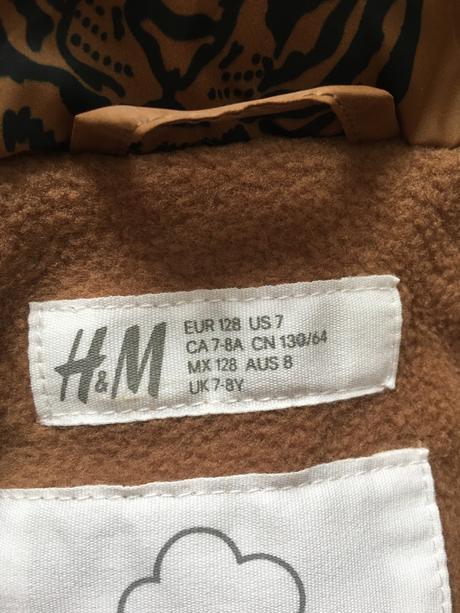 H&M
EUR 128 US 7
CA 7-8A CN 130/64
MX 128 AUS 8
UK 7-8Y